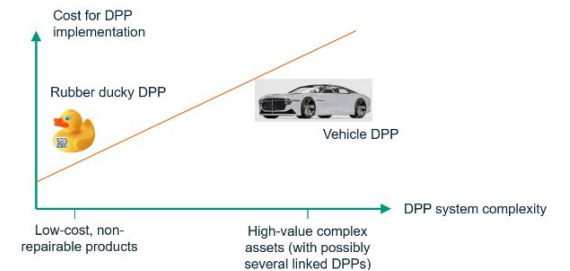 Cost for DPP
implementation
Rubber ducky DPP
Vehicle DPP
DPP system complexity
Low-cost, non-
repairable products
High-value complex
assets (with possibly
several linked DPPs)